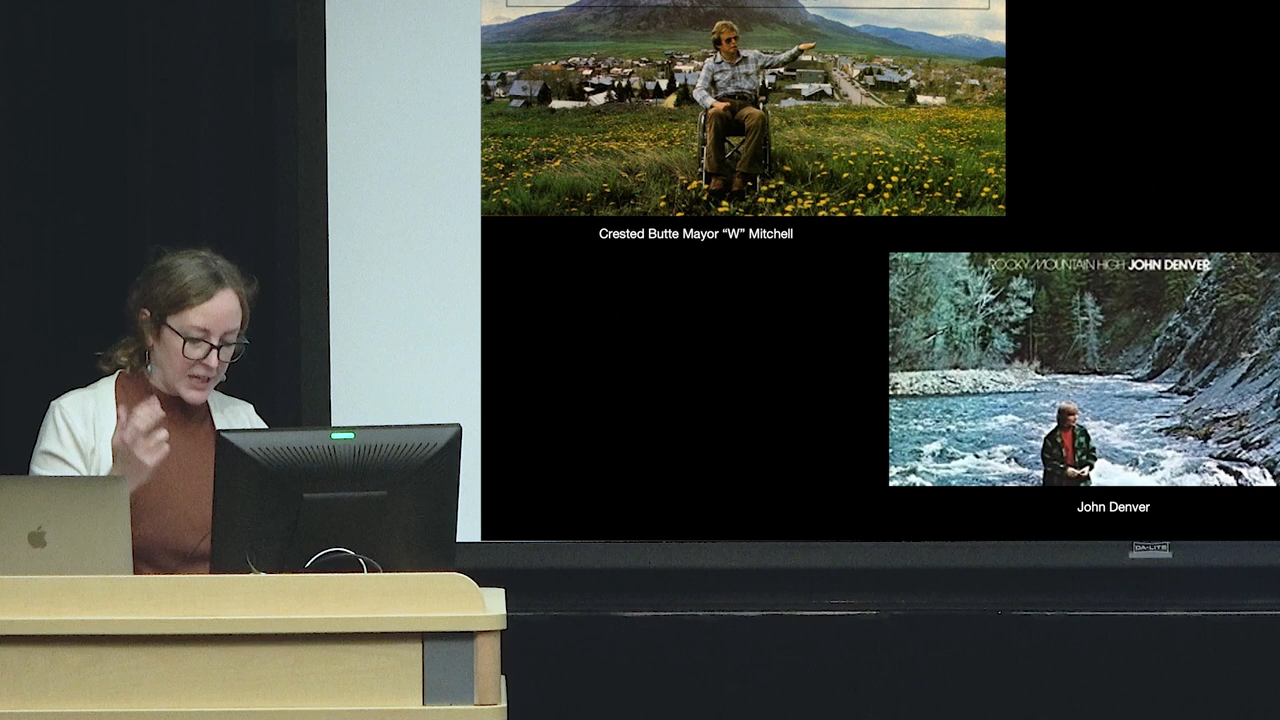 Crested Butte Mayor “W” Mitchell
ROCKY MOUNTAIN HIGH JOHN DENVER
John Denver
DA-LITE